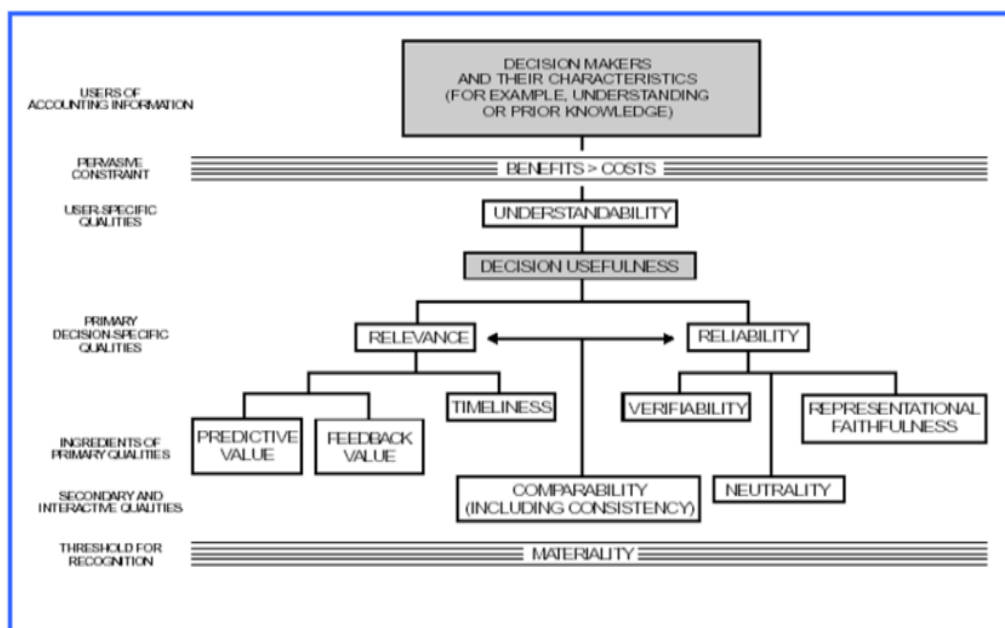 DECISION MAKERS
AND THEIR CHARACTERISTICS
(FOR EXAMPLE, UNDERSTANDING
OR PRIOR KNOWLEDGE)
USERS OF
ACCOUNTING INFORMATION
PERVASIVE
CONSTRAINT
BENEFITS > COSTS
USER-SPECIFIC
QUALITIES
UNDERSTANDABILITY
DECISION USEFULNESS
PRIMARY
DECISION-SPECIFIC
QUALITIES
RELEVANCE
RELIABILITY
TIMELINESS
VERIFIABILITY
REPRESENTATIONAL
FAITHFULNESS
INGREDIENTS OF
PRIMARY QUALITIES
PREDICTIVE
VALUE
FEEDBACK
VALUE
SECONDARY AND
INTERACTIVE QUALITIES
COMPARABILITY
(INCLUDING CONSISTENCY)
NEUTRALITY
THRESHOLD FOR
RECOGNITION
MATERIALITY